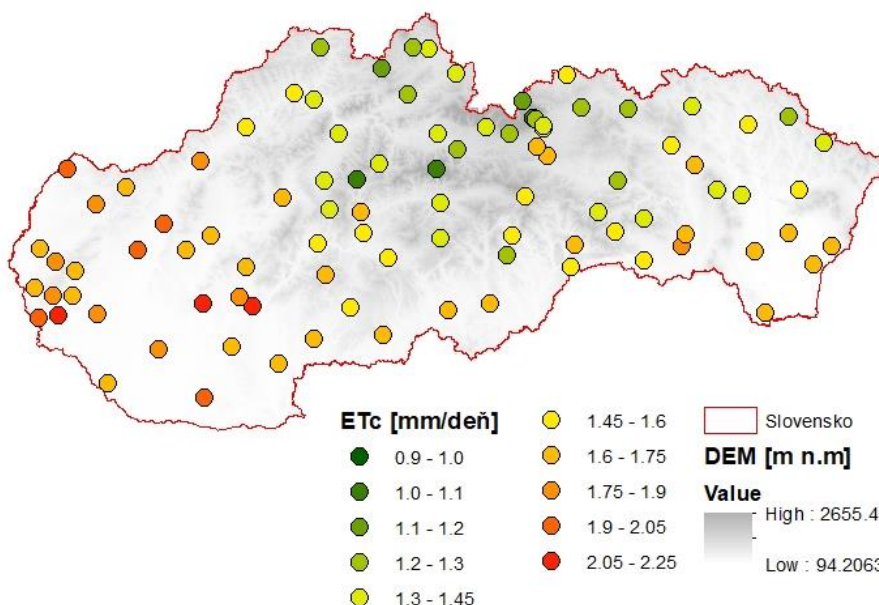 ETc [mm/deň]
0.9 - 1.0
1.0 - 1.1
1.1 - 1.2
1.2 - 1.3
1.3 - 1.45
1.45 - 1.6
1.6 - 1.75
1.75 - 1.9
1.9 - 2.05
2.05 - 2.25
Slovensko
DEM [m n.m]
Value
High : 2655.4
Low : 94.2063